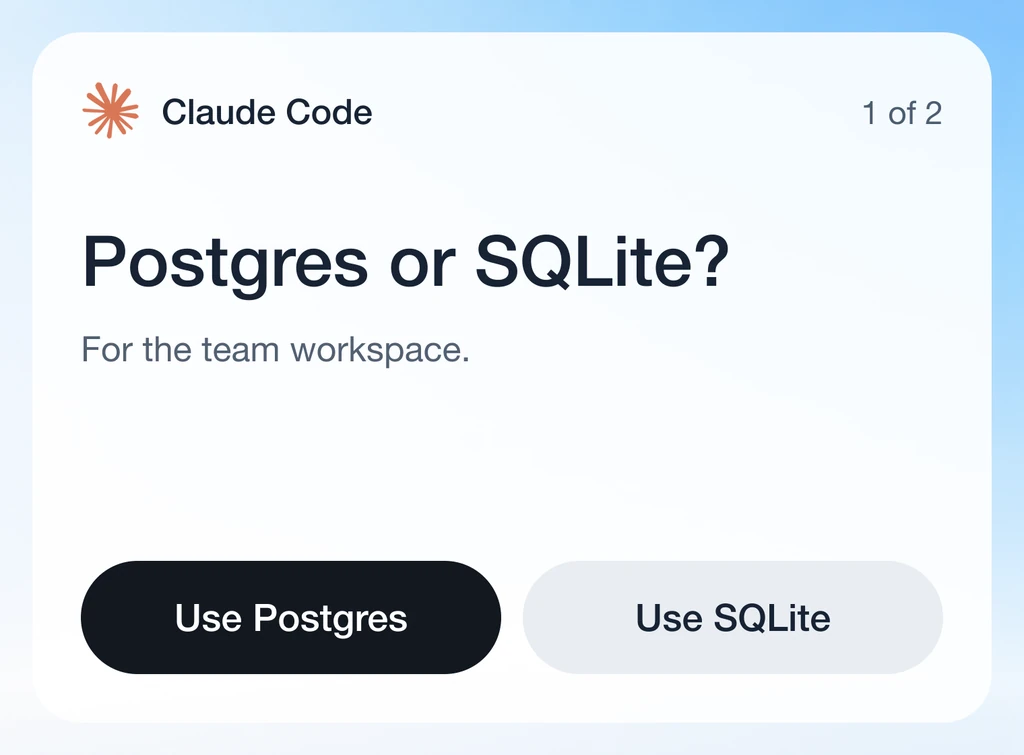 Claude Code
1 of 2
Postgres or SQLite?
For the team workspace.
Use Postgres
Use SQLite